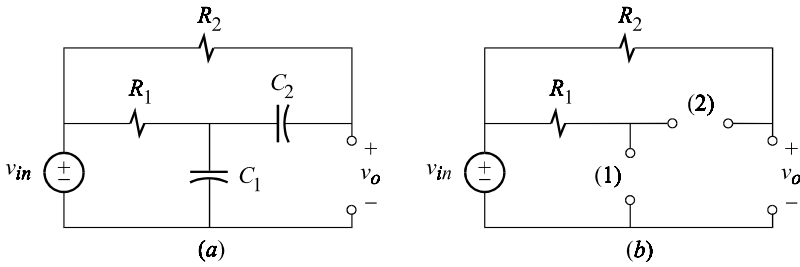 R2 R2
R1 C2 R1 (2)
+ +
vin + − C1 vo vin + − (1) vo
− −
(a) (b)